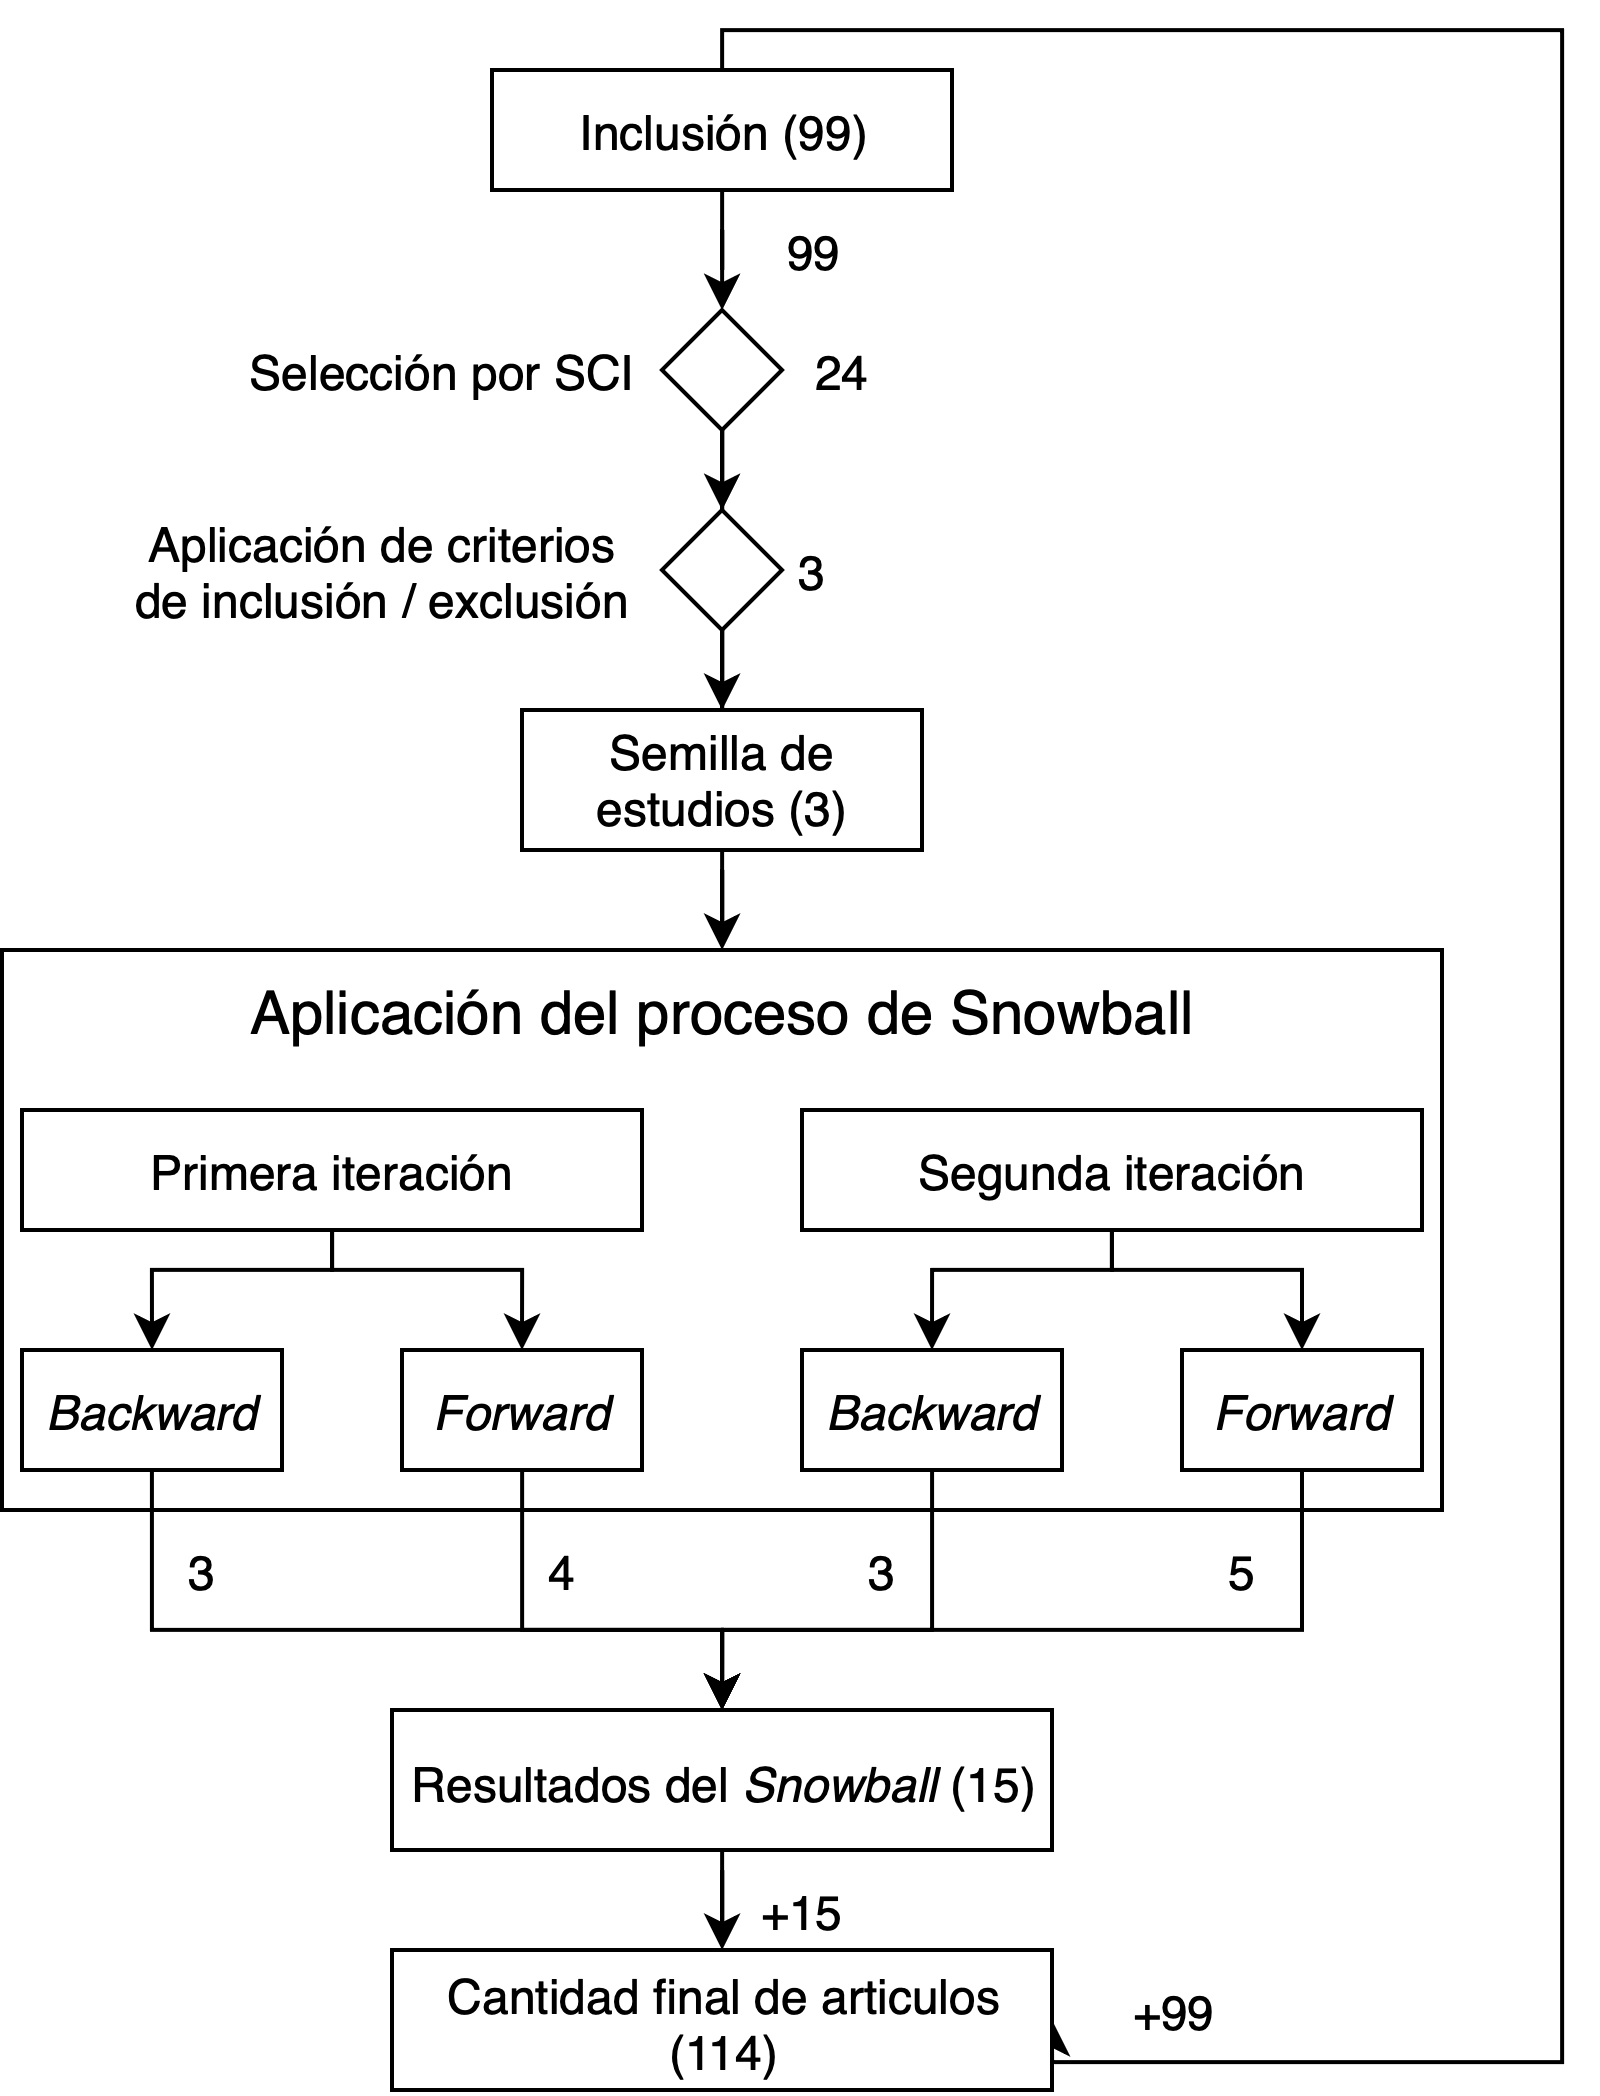 Inclusión (99)
99
Selección por SCI
24
Aplicación de criterios
de inclusión / exclusión
3
Semilla de
estudios (3)
Aplicación del proceso de Snowball
Primera iteración
Segunda iteración
Backward
Forward
Backward
Forward
3
4
3
5
Resultados del Snowball (15)
+15
Cantidad final de articulos
(114)
+99